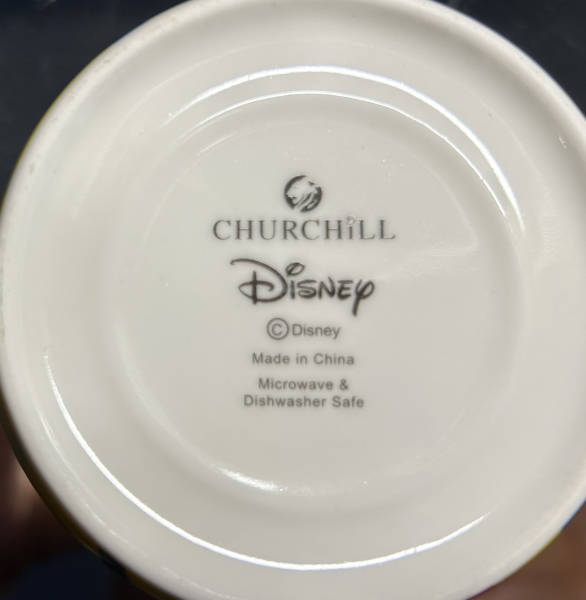 CHURCHiLL
Disney
©Disney
Made in China
Microwave &
Dishwasher Safe